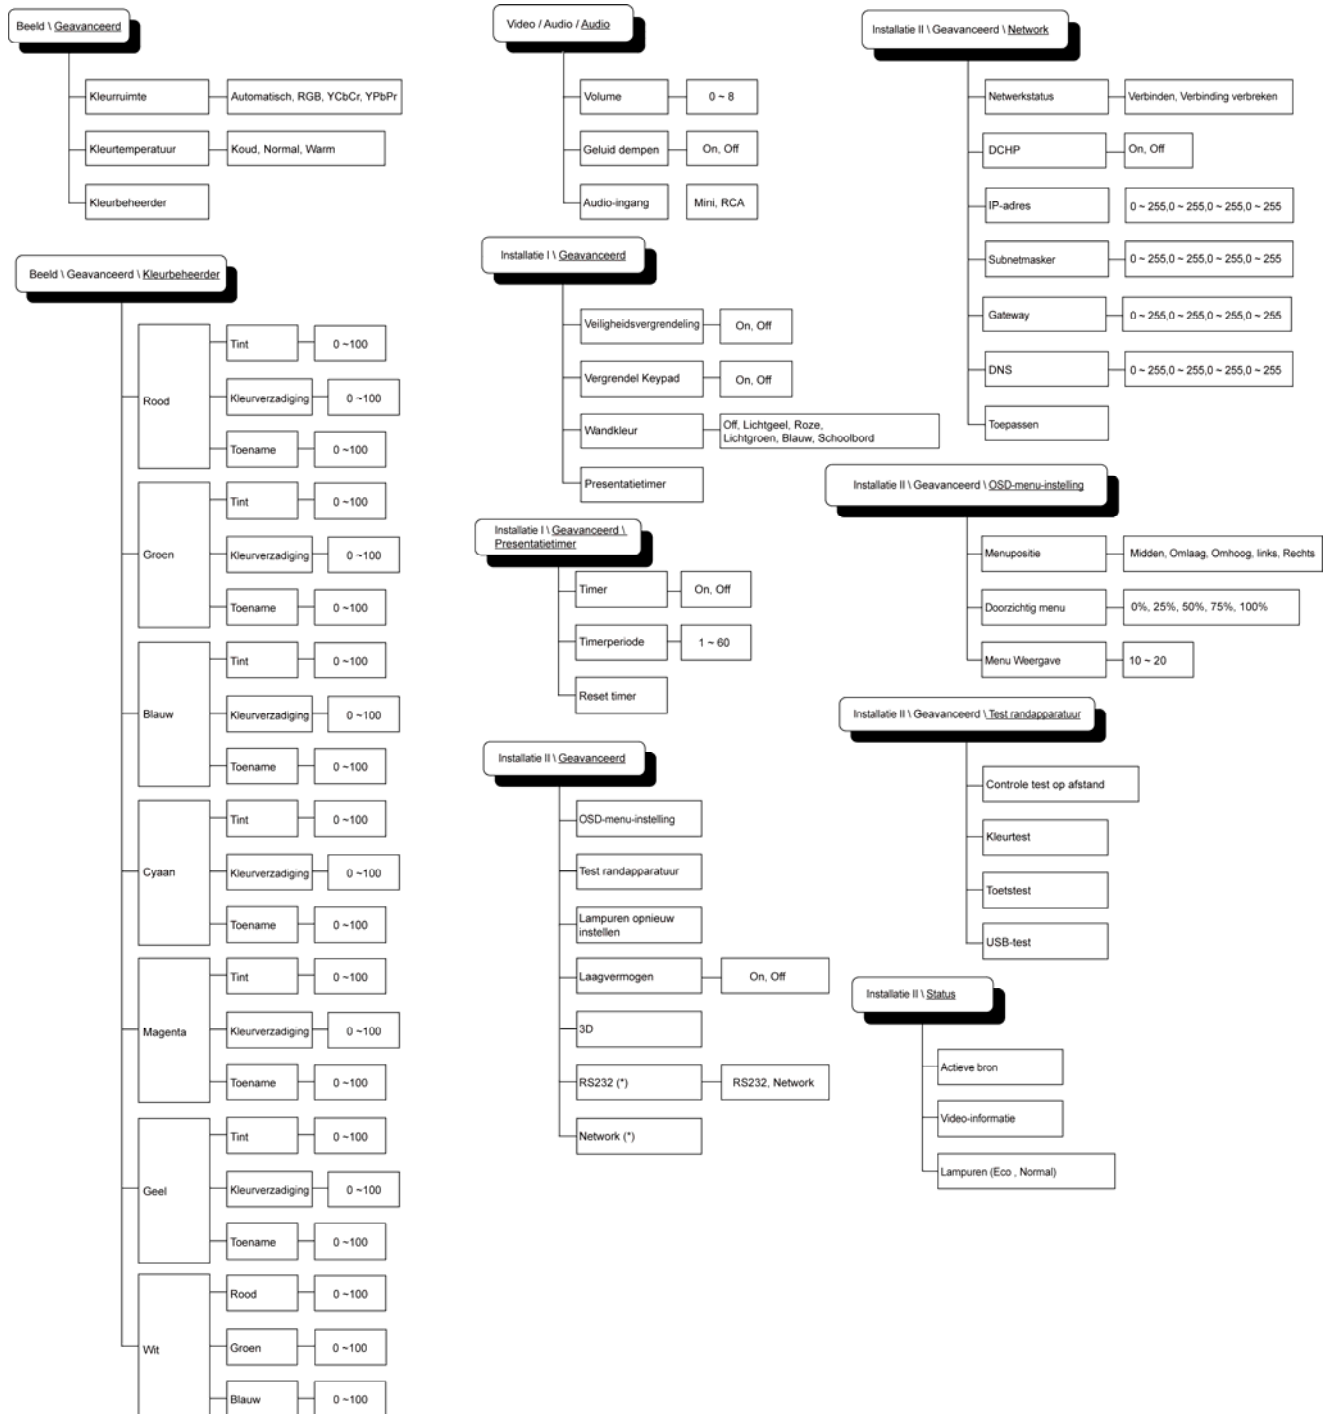 Beeld \ Geavanceerd
Kleurruimte
Automatisch, RGB, YCbCr, YPbPr
Kleurtemperatuur
Koud, Normal, Warm
Kleurbeheerder
Beeld \ Geavanceerd \ Kleurbeheerder
Rood
Tint
0 ~100
Kleurverzadiging
0 ~100
Toename
0 ~100
Groen
Tint
0 ~100
Kleurverzadiging
0 ~100
Toename
0 ~100
Blauw
Tint
0 ~100
Kleurverzadiging
0 ~100
Toename
0 ~100
Cyaan
Tint
0 ~100
Kleurverzadiging
0 ~100
Toename
0 ~100
Magenta
Tint
0 ~100
Kleurverzadiging
0 ~100
Toename
0 ~100
Geel
Tint
0 ~100
Kleurverzadiging
0 ~100
Toename
0 ~100
Wit
Rood
0 ~100
Groen
0 ~100
Blauw
0 ~100
Video / Audio / Audio
Volume
0 ~ 8
Geluid dempen
On, Off
Audio-ingang
Mini, RCA
Installatie I \ Geavanceerd
Veiligheidsvergrendeling
On, Off
Vergrendel Keypad
On, Off
Wandkleur
Off, Lichtgeel, Roze,
Lichtgroen, Blauw, Schoolbord
Presentatietimer
Installatie I \ Geavanceerd \
Presentatietimer
Timer
On, Off
Timerperiode
1 ~ 60
Reset timer
Installatie II \ Geavanceerd
OSD-menu-instelling
Test randapparatuur
Lampuren opnieuw
instellen
Laagvermogen
On, Off
3D
RS232 (*)
RS232, Network
Network (*)
Installatie II \ Geavanceerd \ Network
Netwerkstatus
Verbinden, Verbinding verbreken
DCHP
On, Off
IP-adres
0 ~ 255,0 ~ 255,0 ~ 255,0 ~ 255
Subnetmasker
0 ~ 255,0 ~ 255,0 ~ 255,0 ~ 255
Gateway
0 ~ 255,0 ~ 255,0 ~ 255,0 ~ 255
DNS
0 ~ 255,0 ~ 255,0 ~ 255,0 ~ 255
Toepassen
Installatie II \ Geavanceerd \ OSD-menu-instelling
Menupositie
Midden, Omlaag, Omhoog, links, Rechts
Doorzichtig menu
0%, 25%, 50%, 75%, 100%
Menu Weergave
10 ~ 20
Installatie II \ Geavanceerd \ Test randapparatuur
Controle test op afstand
Kleurtest
Toetstest
USB-test
Installatie II \ Status
Actieve bron
Video-informatie
Lampuren (Eco , Normal)